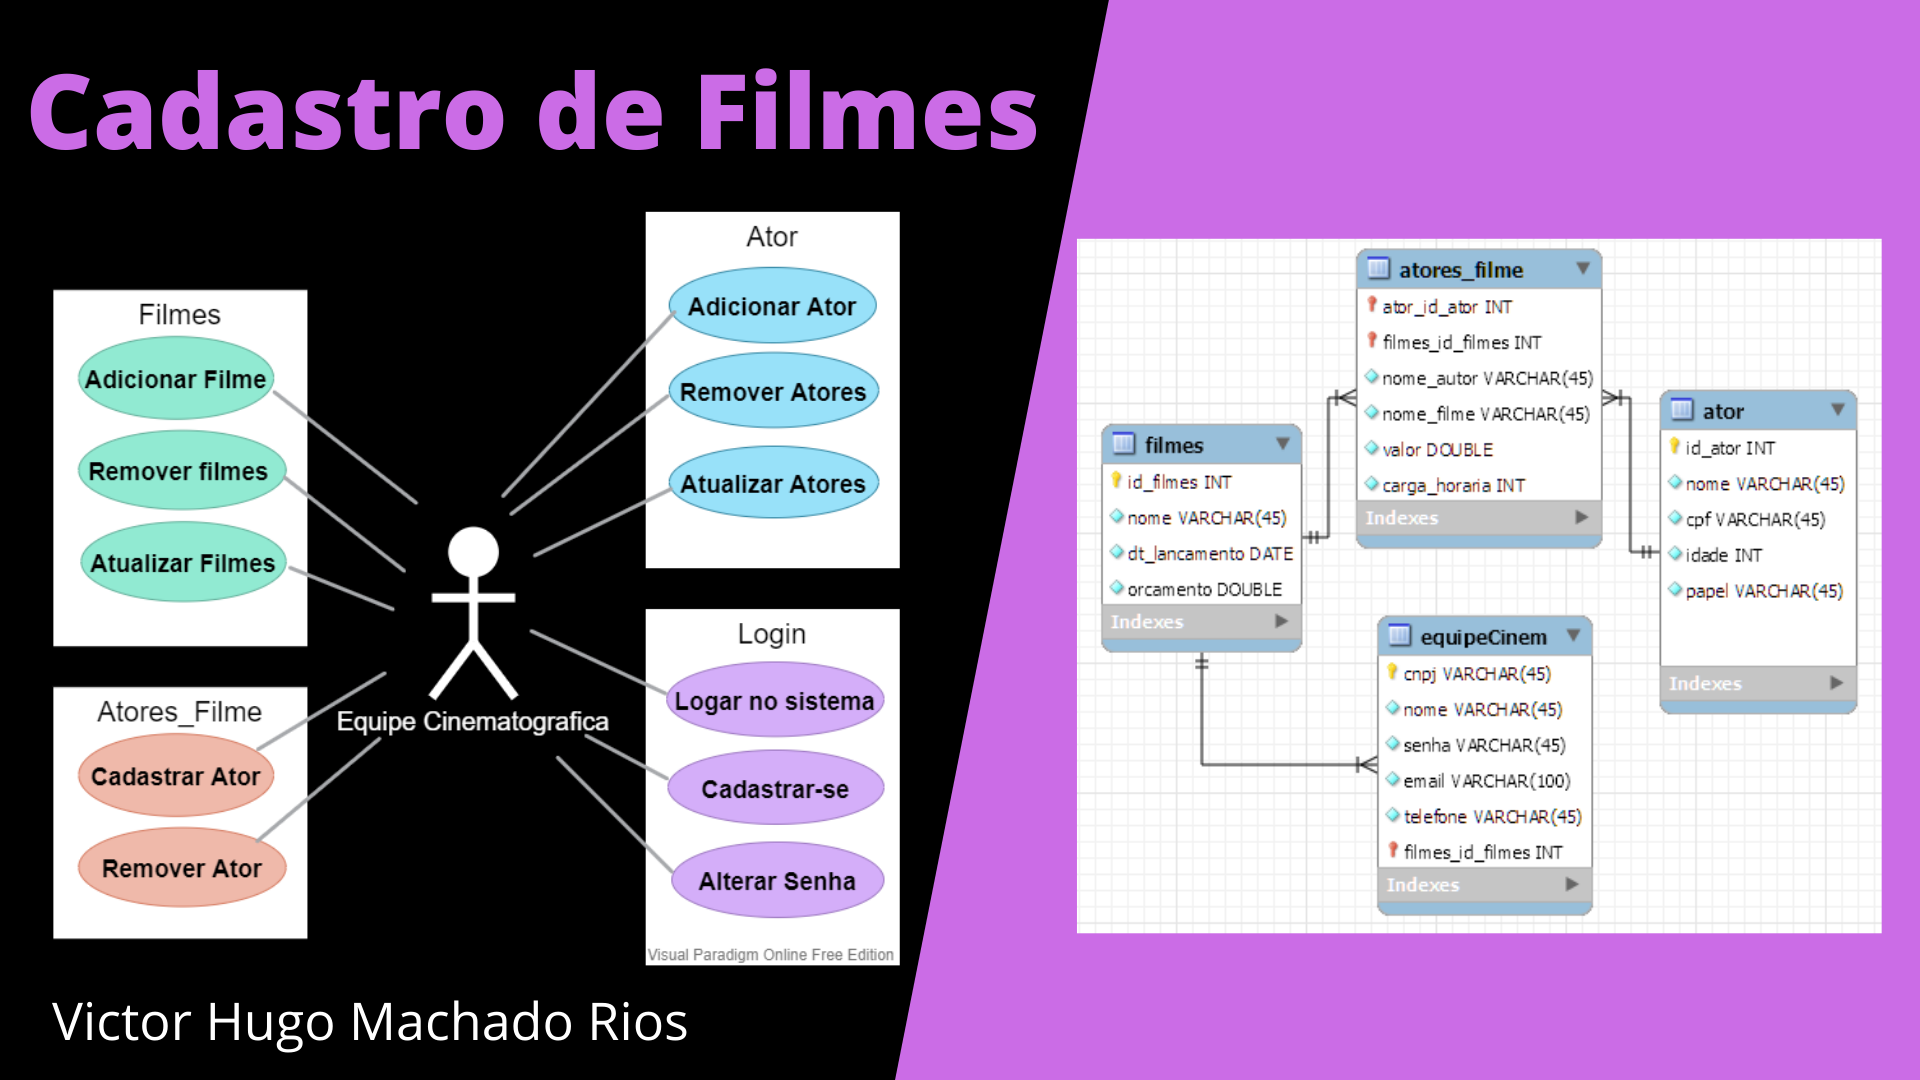 Cadastro de Filmes
Filmes
Adicionar Filme
Remover filmes
Atualizar Filmes
Atores_Filme
Cadastrar Ator
Remover Ator
Equipe Cinematografica
Ator
Adicionar Ator
Remover Atores
Atualizar Atores
Login
Logar no sistema
Cadastrar-se
Alterar Senha
Visual Paradigm Online Free Edition
Victor Hugo Machado Rios
filmes
id_filmes INT
nome VARCHAR(45)
dt_lancamento DATE
orcamento DOUBLE
Indexes
atores_filme
ator_id_ator INT
filmes_id_filmes INT
nome_autor VARCHAR(45)
nome_filme VARCHAR(45)
valor DOUBLE
carga_horaria INT
Indexes
ator
id_ator INT
nome VARCHAR(45)
cpf VARCHAR(45)
idade INT
papel VARCHAR(45)
Indexes
equipeCinem
cnpj VARCHAR(45)
nome VARCHAR(45)
senha VARCHAR(45)
email VARCHAR(100)
telefone VARCHAR(45)
filmes_id_filmes INT
Indexes